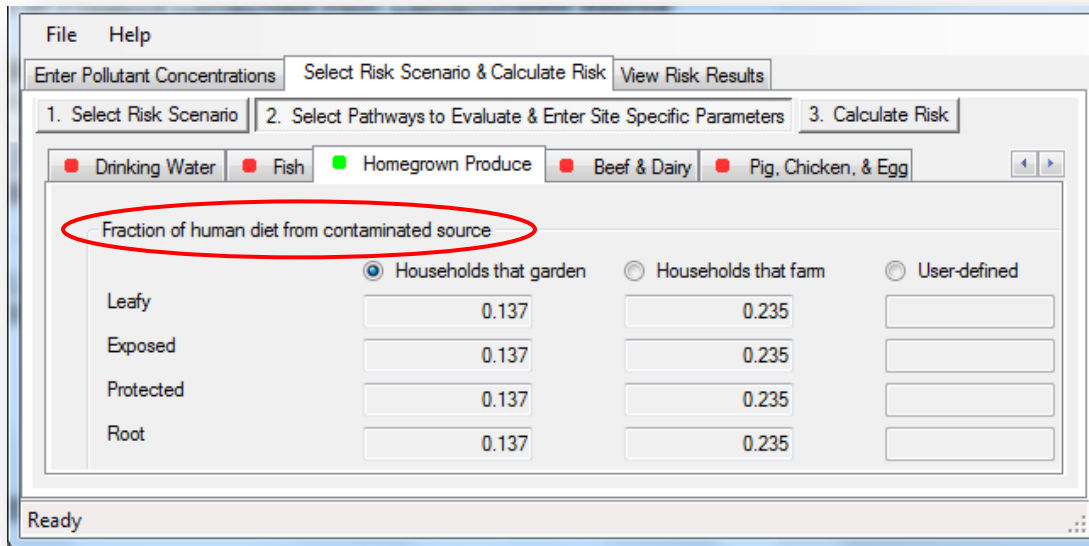 File Help
Enter Pollutant Concentrations Select Risk Scenario & Calculate Risk View Risk Results
1. Select Risk Scenario 2. Select Pathways to Evaluate & Enter Site Specific Parameters 3. Calculate Risk
Drinking Water Fish Homegrown Produce Beef & Dairy Pig, Chicken, & Egg
Fraction of human diet from contaminated source
Households that garden Households that farm User-defined
Leafy 0.137 0.235
Exposed 0.137 0.235
Protected 0.137 0.235
Root 0.137 0.235
Ready